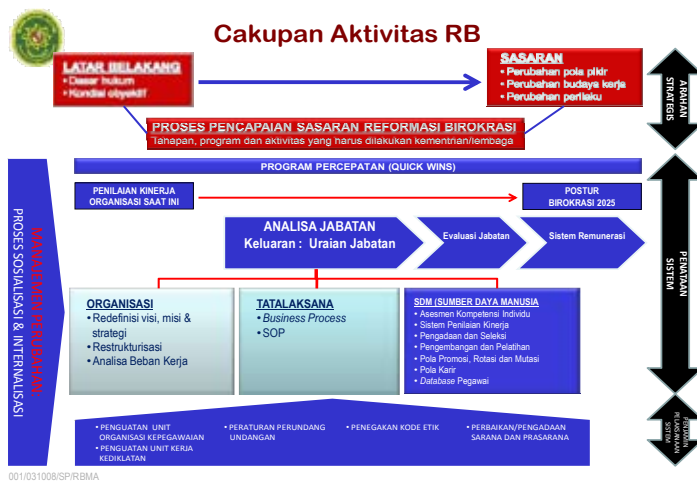 Cakupan Aktivitas RB
LATAR BELAKANG
• Dasar hukum
• Kondisi obyektif
SASARAN
• Perubahan pola pikir
• Perubahan budaya kerja
• Perubahan perilaku
ARAHAN
STRATEGIS
PROSES PENCAPAIAN SASARAN REFORMASI BIROKRASI
Tahapan, program dan aktivitas yang harus dilakukan kementrian/lembaga
PROGRAM PERCEPATAN (QUICK WINS)
PENILAIAN KINERJA
ORGANISASI SAAT INI
POSTUR
BIROKRASI 2025
ANALISA JABATAN
Keluaran : Uraian Jabatan
Evaluasi Jabatan
Sistem Remunerasi
MANAJEMEN PERUBAHAN:
PROSES SOSIALISASI & INTERNALISASI
PENATAAN
SISTEM
ORGANISASI
• Redefinisi visi, misi &
strategi
• Restrukturisasi
• Analisa Beban Kerja
TATALAKSANA
• Business Process
• SOP
SDM (SUMBER DAYA MANUSIA
• Asesmen Kompetensi Individu
• Sistem Penilaian Kinerja
• Pengadaan dan Seleksi
• Pengembangan dan Pelatihan
• Pola Promosi, Rotasi dan Mutasi
• Pola Karir
• Database Pegawai
• PENGUATAN UNIT
ORGANISASI KEPEGAWAIAN
• PENGUATAN UNIT KERJA
KEDIKLATAN
• PERATURAN PERUNDANG
UNDANGAN
• PENEGAKAN KODE ETIK
• PERBAIKAN/PENGADAAN
SARANA DAN PRASARANA
PELAKSANAAN
SISTEM
001/031008/SP/RBMA